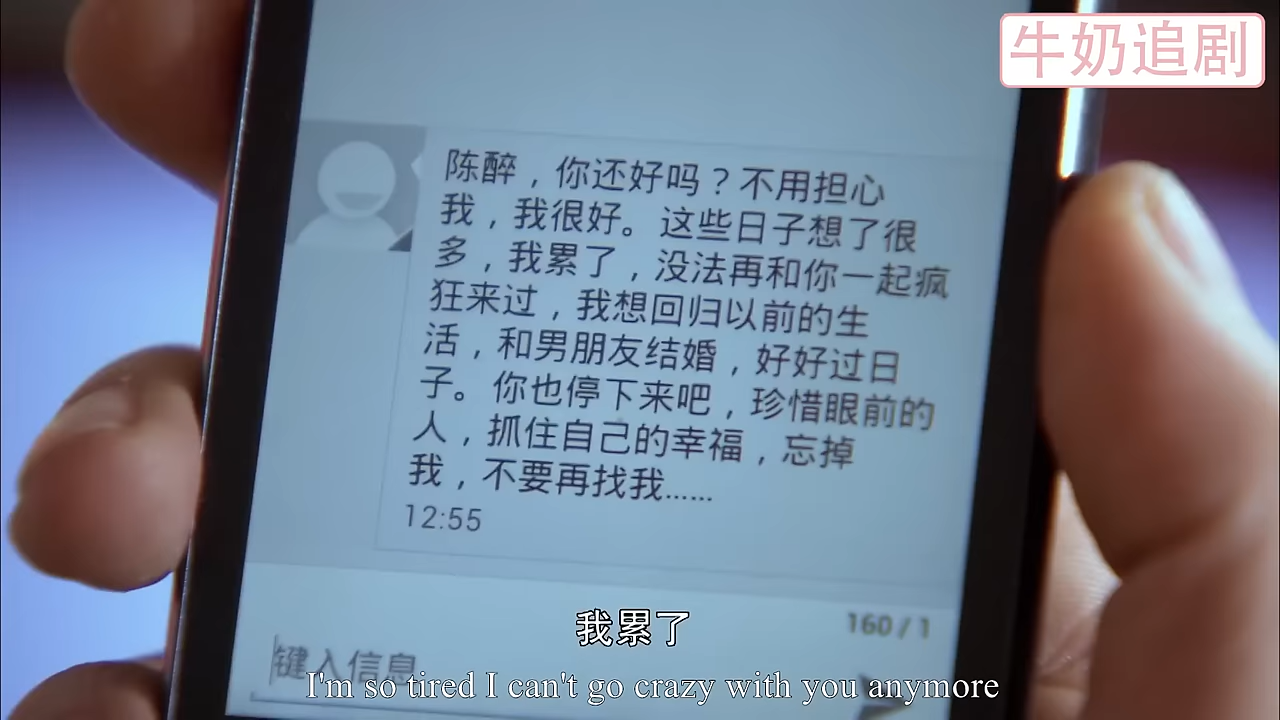 牛奶追剧
陈醉，你还好吗？不用担心
我，我很好。这些日子想了很
多，我累了，没法再和你一起疯
狂来过，我想回归以前的生
活，和男朋友结婚，好好过日
子。你也停下来吧，珍惜眼前的
人，抓住自己的幸福，忘掉
我，不要再找我......
12:55
160 / 1
键入信息
我累了
I'm so tired I can't go crazy with you anymore